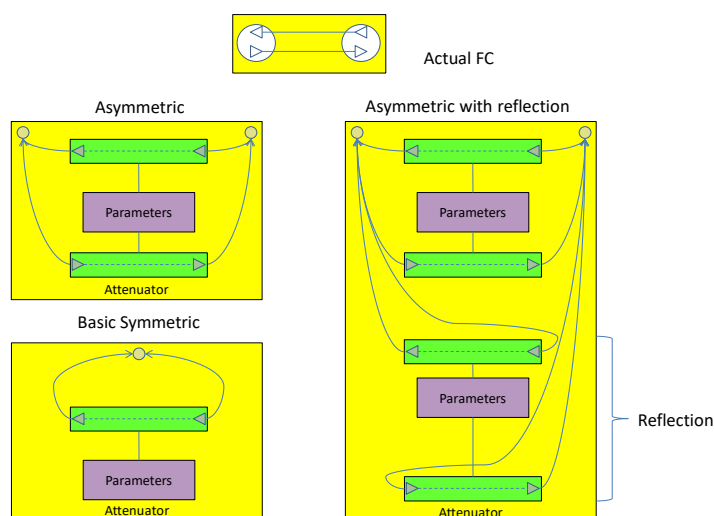 Actual FC
Asymmetric
Parameters
Attenuator
Basic Symmetric
Parameters
Attenuator
Asymmetric with reflection
Parameters
Parameters
Reflection
Attenuator